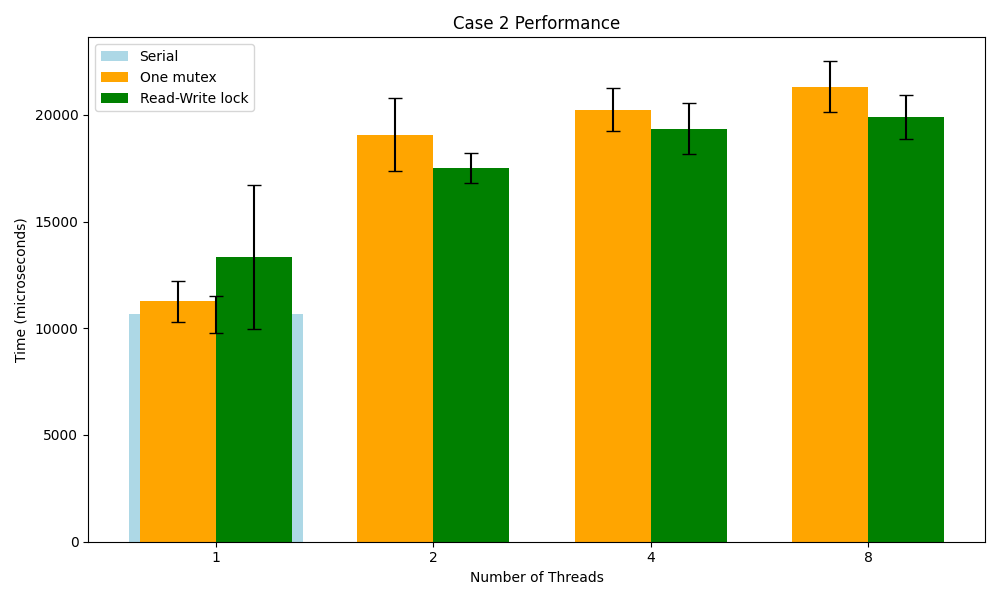 Case 2 Performance
Serial
One mutex
Read-Write lock
Time (microseconds)
20000
15000
10000
5000
0
1
2
4
8
Number of Threads